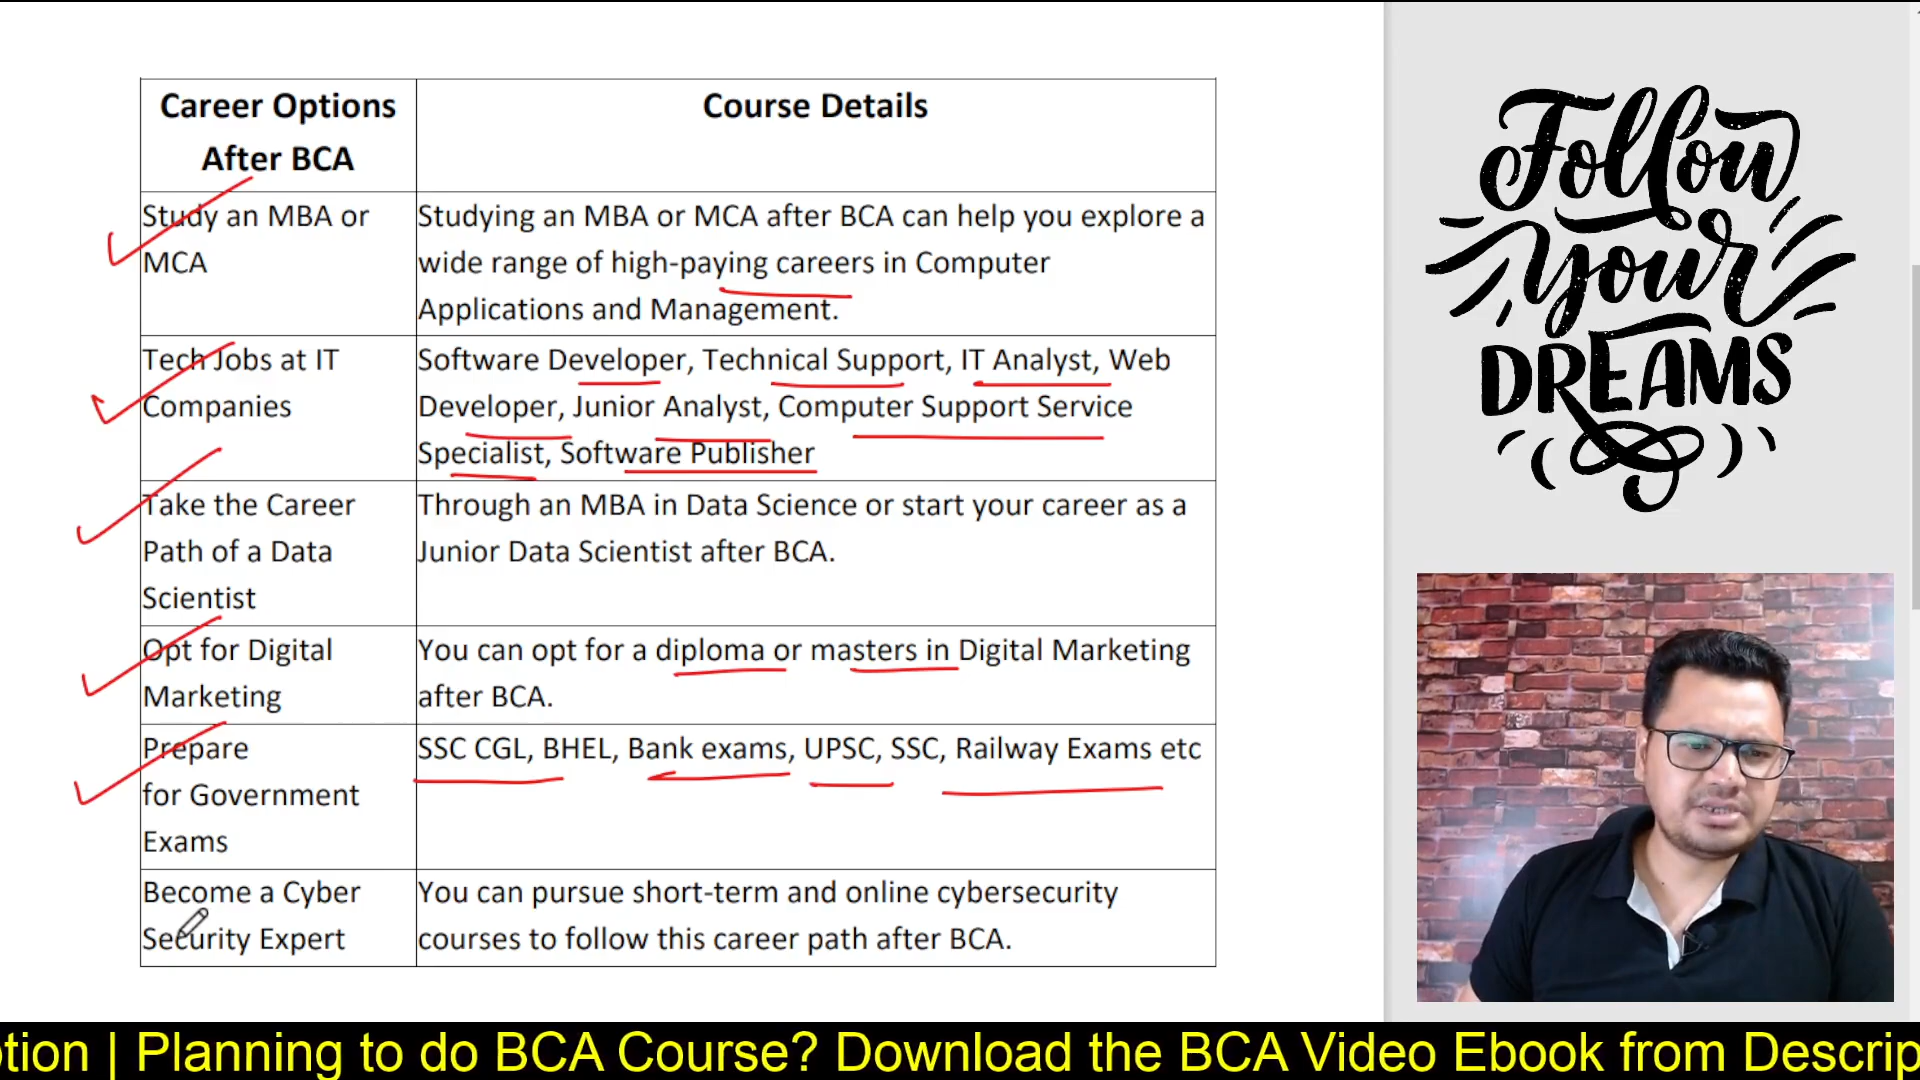 Career Options
After BCA
Course Details
Study an MBA or
MCA
Studying an MBA or MCA after BCA can help you explore a
wide range of high-paying careers in Computer
Applications and Management.
Tech Jobs at IT
Companies
Software Developer, Technical Support, IT Analyst, Web
Developer, Junior Analyst, Computer Support Service
Specialist, Software Publisher
Take the Career
Path of a Data
Scientist
Through an MBA in Data Science or start your career as a
Junior Data Scientist after BCA.
Opt for Digital
Marketing
You can opt for a diploma or masters in Digital Marketing
after BCA.
Prepare
for Government
Exams
SSC CGL, BHEL, Bank exams, UPSC, SSC, Railway Exams etc
Become a Cyber
Security Expert
You can pursue short-term and online cybersecurity
courses to follow this career path after BCA.
Follow
your
DREAMS
tion | Planning to do BCA Course? Download the BCA Video Ebook from Descrip